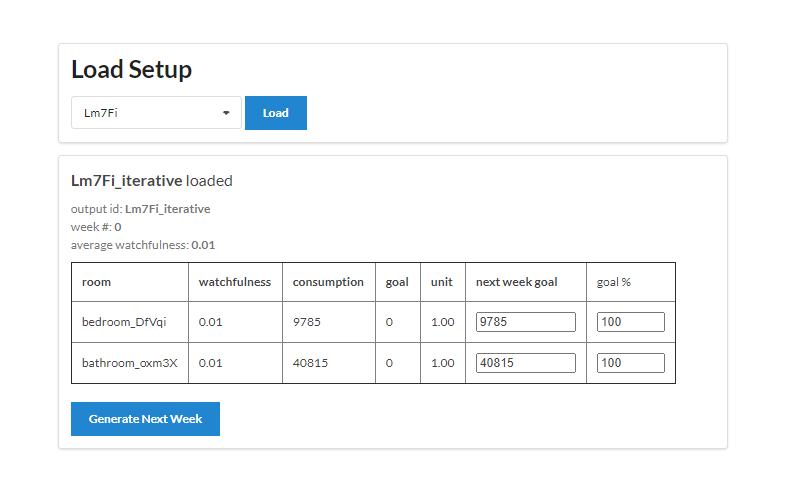 Load Setup
Lm7Fi
Load
Lm7Fi_iterative loaded
output id: Lm7Fi_iterative
week #: 0
average watchfulness: 0.01
room watchfulness consumption goal unit next week goal goal %
bedroom_DfVqi 0.01 9785 0 1.00 9785 100
bathroom_oxm3X 0.01 40815 0 1.00 40815 100
Generate Next Week